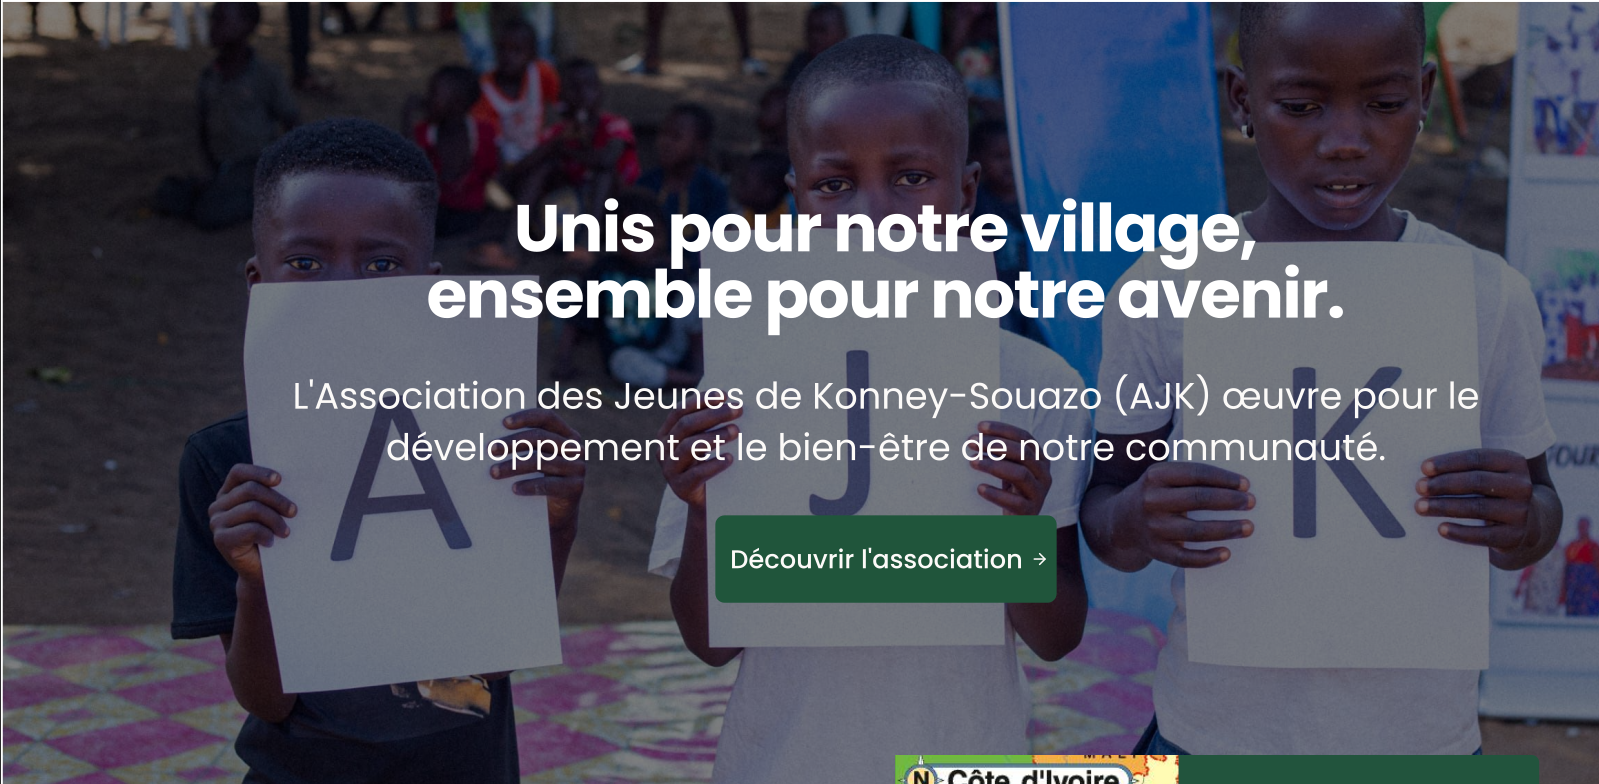 Unis pour notre village,
ensemble pour notre avenir.
L'Association des Jeunes de Konney-Souazo (AJK) œuvre pour le
développement et le bien-être de notre communauté.
A
J
K
Découvrir l'association →
N
Côte d'Ivoire